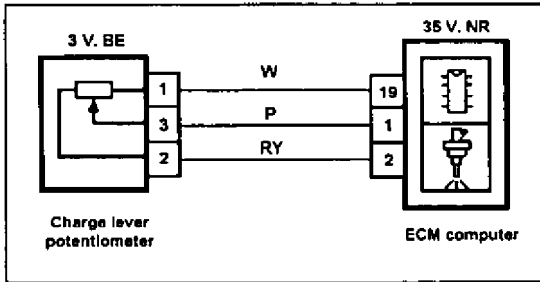 3 V. BE
35 V. NR
1
W
19
3
P
1
2
RY
2
Charge lever
potentiometer
ECM computer